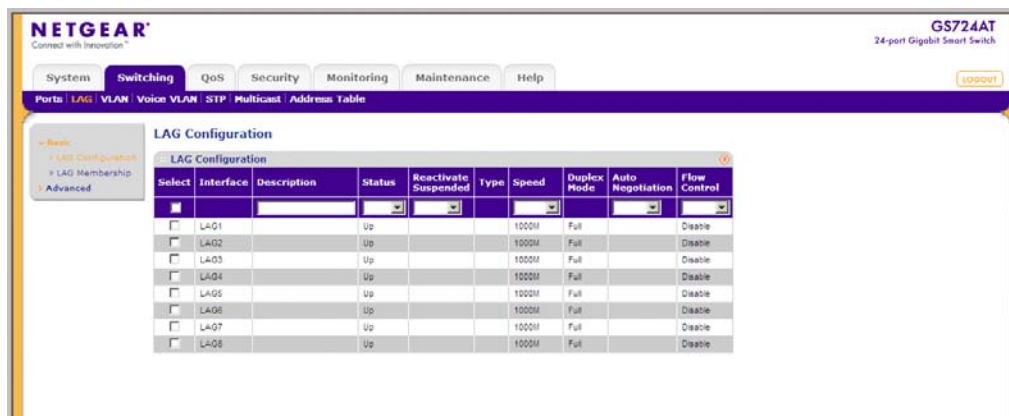 NETGEAR
Connect with Innovation™
GS724AT
24-port Gigabit Smart Switch
System Switching QoS Security Monitoring Maintenance Help
LOGOUT
Ports LAG VLAN Voice VLAN STP Multicast Address Table
Basic
LAG Configuration
LAG Membership
Advanced
LAG Configuration
LAG Configuration
Select Interface Description Status Reactivate Suspended Type Speed Duplex Mode Auto Negotiation Flow Control
LAG1 Up 1000M Full Disable
LAG2 Up 1000M Full Disable
LAG3 Up 1000M Full Disable
LAG4 Up 1000M Full Disable
LAG5 Up 1000M Full Disable
LAG6 Up 1000M Full Disable
LAG7 Up 1000M Full Disable
LAG8 Up 1000M Full Disable